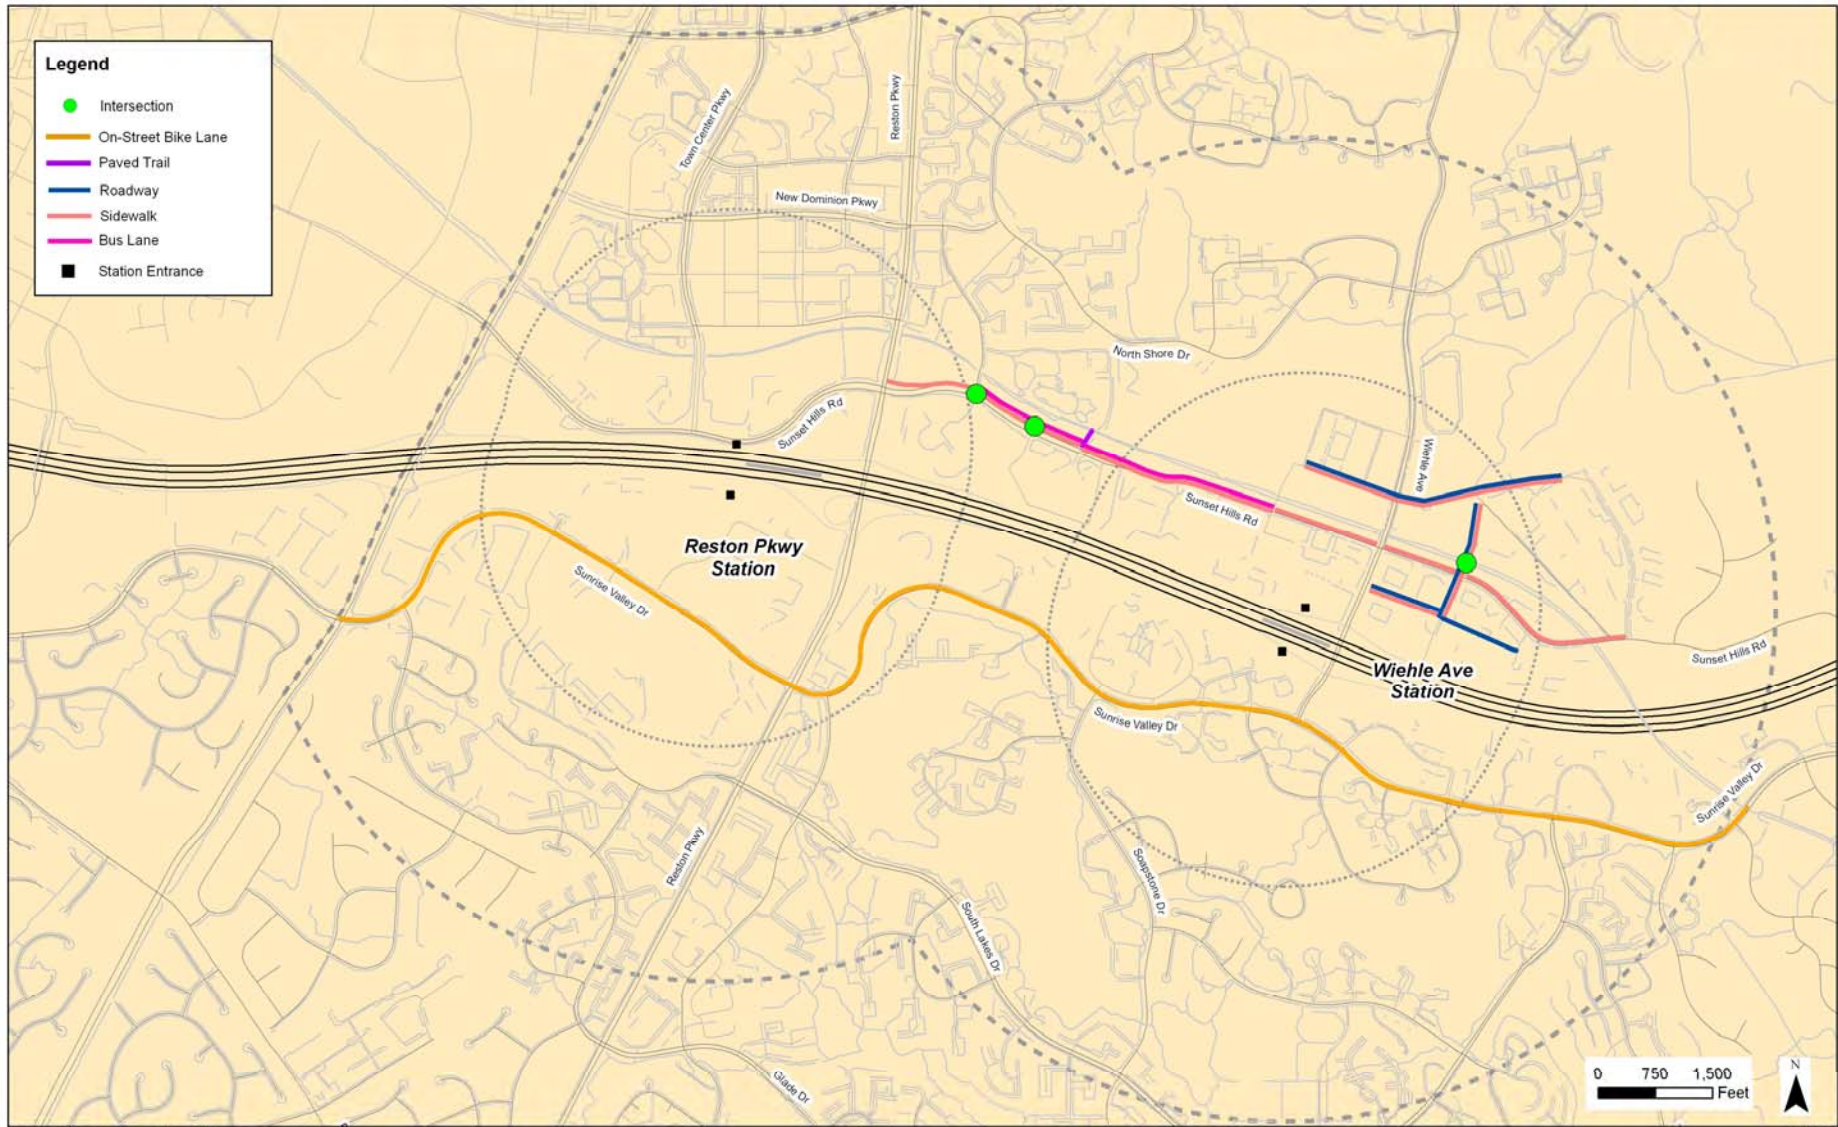 Legend
Intersection
On-Street Bike Lane
Paved Trail
Roadway
Sidewalk
Bus Lane
Station Entrance
Town Center Pkwy
Reston Pkwy
New Dominion Pkwy
North Shore Dr
Sunset Hills Rd
Wiehle Ave
Sunset Hills Rd
Reston Pkwy
Station
Sunrise Valley Dr
Wiehle Ave
Station
Sunset Hills Rd
Sunrise Valley Dr
Sunrise Valley Dr
Reston Pkwy
Soapstone Dr
South Lakes Dr
Glade Dr
0 750 1,500
Feet
N